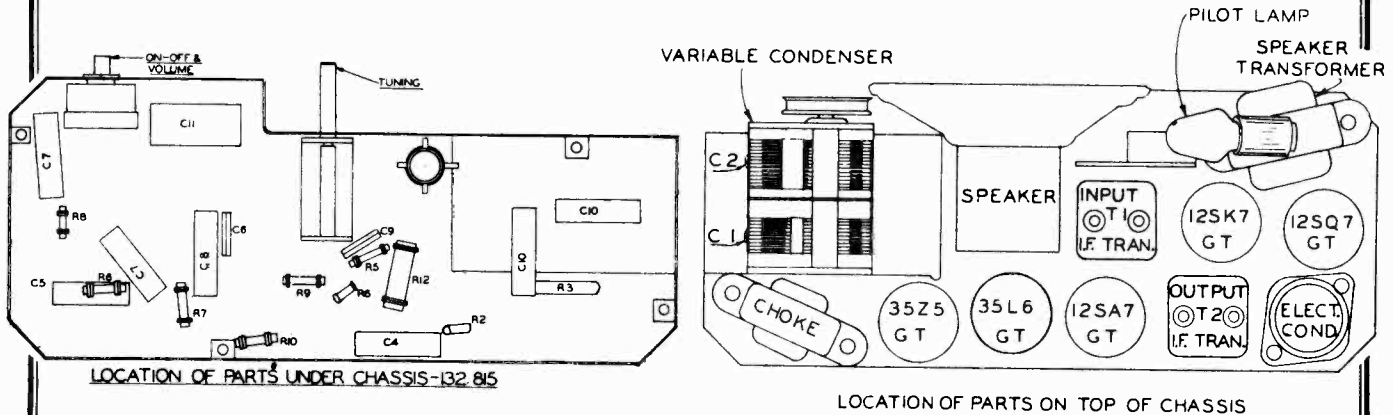 ON-OFF &
VOLUME
TUNING
C11
C7
R8
C6
C8
C7
C5
R6
R7
R10
C9
R5
R9
R6
R12
C4
R2
C10
C10
R3
LOCATION OF PARTS UNDER CHASSIS-132.815
PILOT LAMP
VARIABLE CONDENSER
SPEAKER
TRANSFORMER
C2
C1
SPEAKER
INPUT
T1
I.F. TRAN.
12SK7
GT
12SQ7
GT
CHOKE
35Z5
GT
35L6
GT
12SA7
GT
OUTPUT
T2
I.F. TRAN.
ELECT.
COND.
LOCATION OF PARTS ON TOP OF CHASSIS